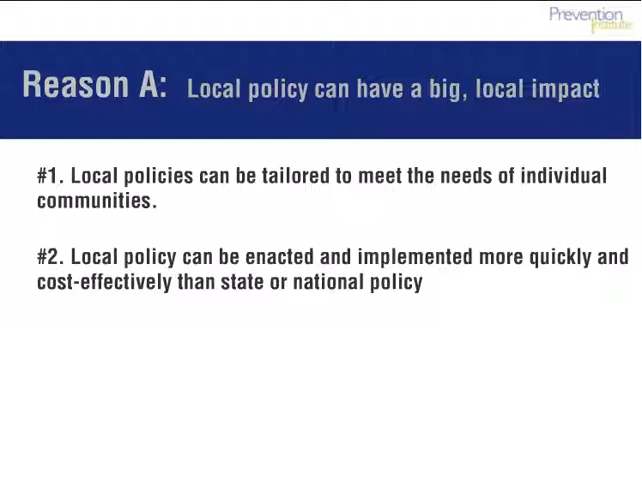 Prevention
Institute
Reason A: Local policy can have a big, local impact
#1. Local policies can be tailored to meet the needs of individual
communities.
#2. Local policy can be enacted and implemented more quickly and
cost-effectively than state or national policy